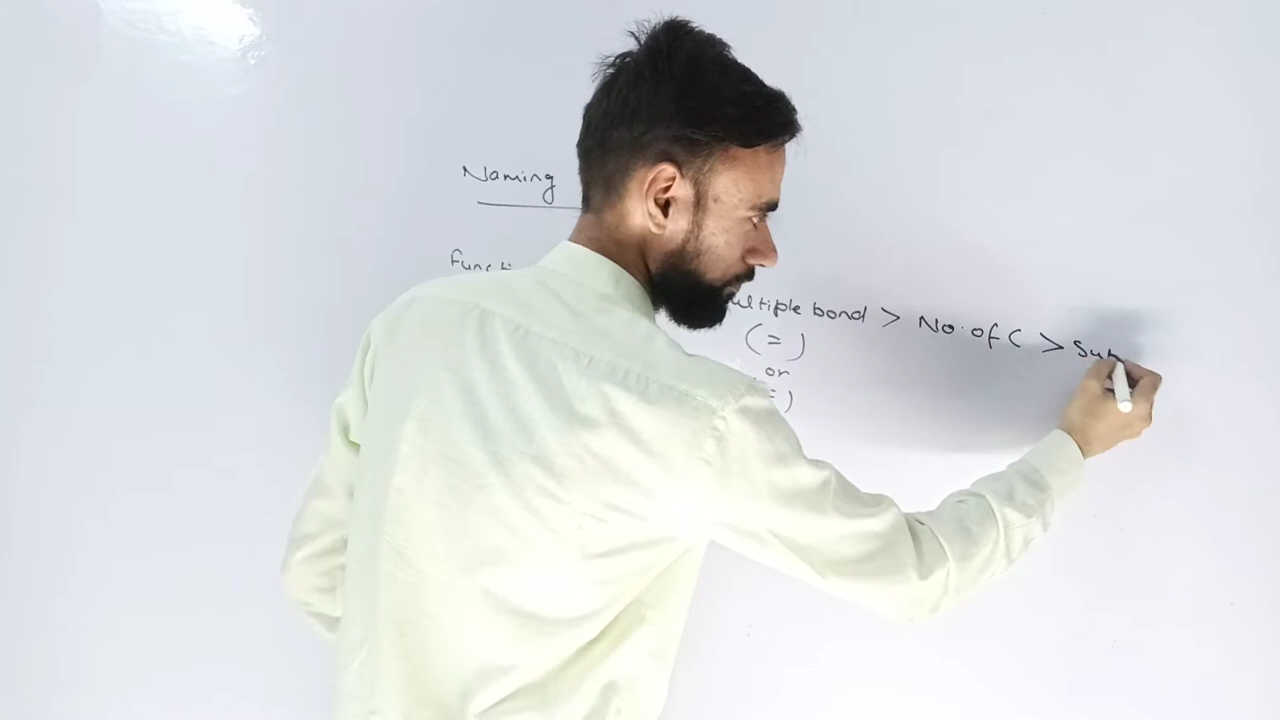 Naming
Functi
ultiple bond > No. of C > Sub
(=)
or